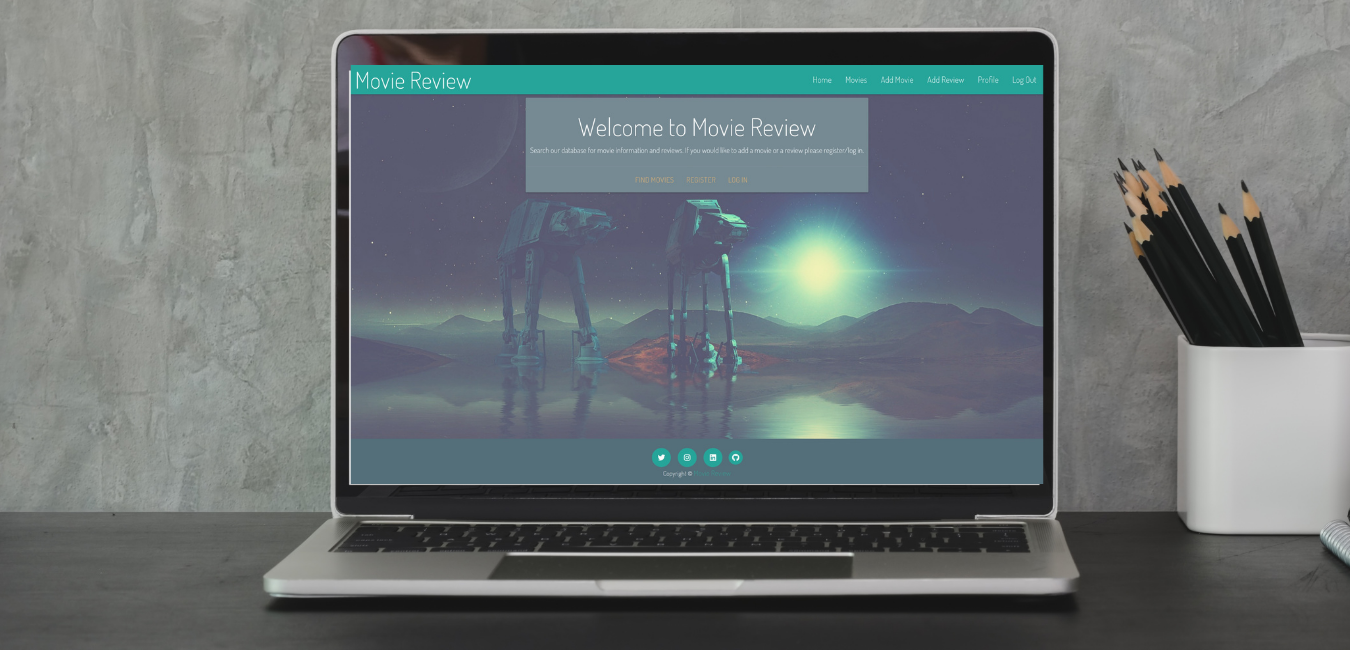 Movie Review
Home Movies Add Movie Add Review Profile Log Out
Welcome to Movie Review
Search our database for movie information and reviews. If you would like to add a movie or a review please register/log in.
FIND MOVIES REGISTER LOG IN
Copyright ©